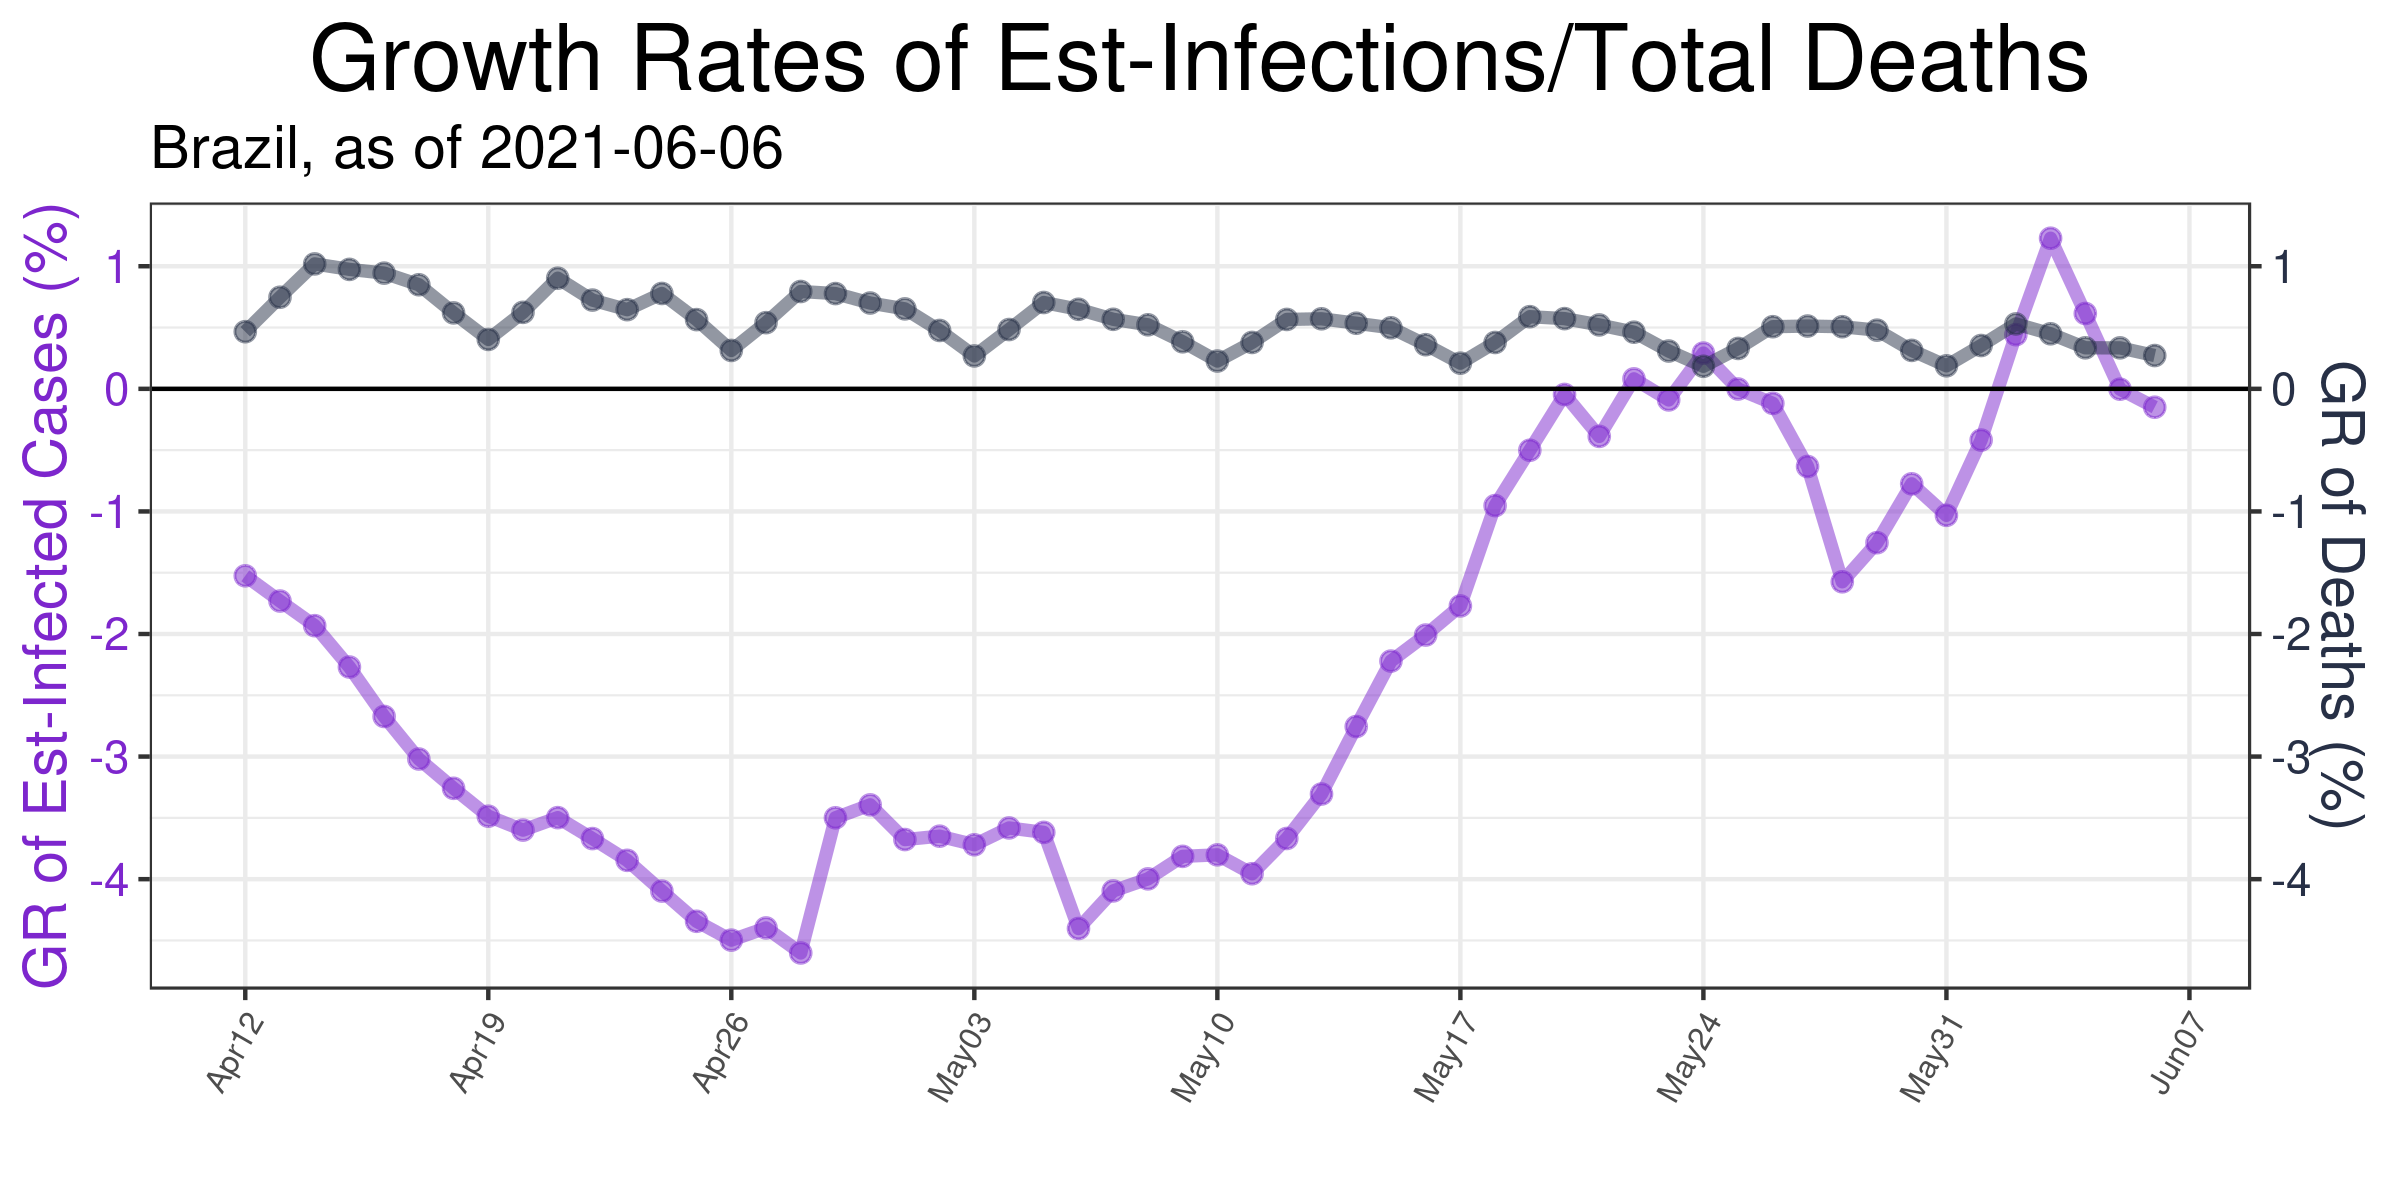 Growth Rates of Est-Infections/Total Deaths
Brazil, as of 2021-06-06
GR of Est-Infected Cases (%)
1
0
-1
-2
-3
-4
1
0
-1
-2
-3
-4
GR of Deaths (%)
Apr12
Apr19
Apr26
May03
May10
May17
May24
May31
Jun07